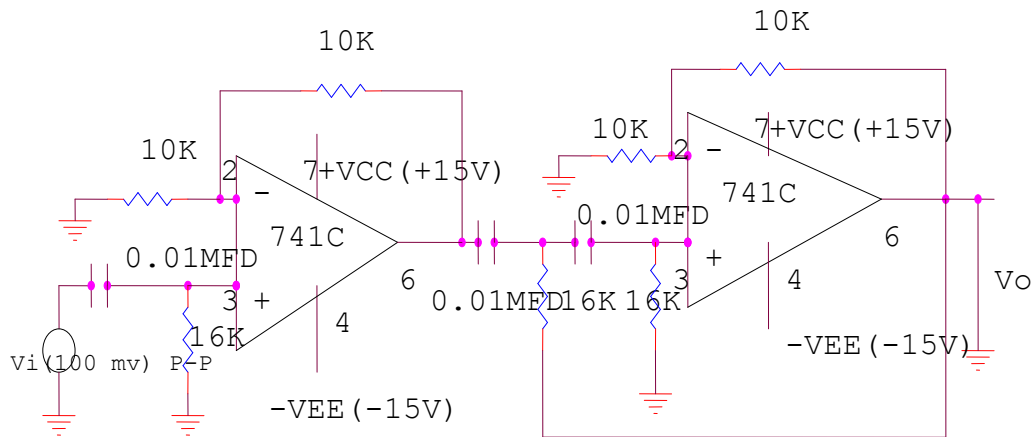 10K
10K
10K
10K
2
-
7
+VCC(+15V)
2
-
7
+VCC(+15V)
741C
741C
0.01MFD
0.01MFD
3
+
6
4
0.01MFD
16K
16K
3
+
6
4
Vo
16K
Vi(100 mv) P-P
-VEE(-15V)
-VEE(-15V)